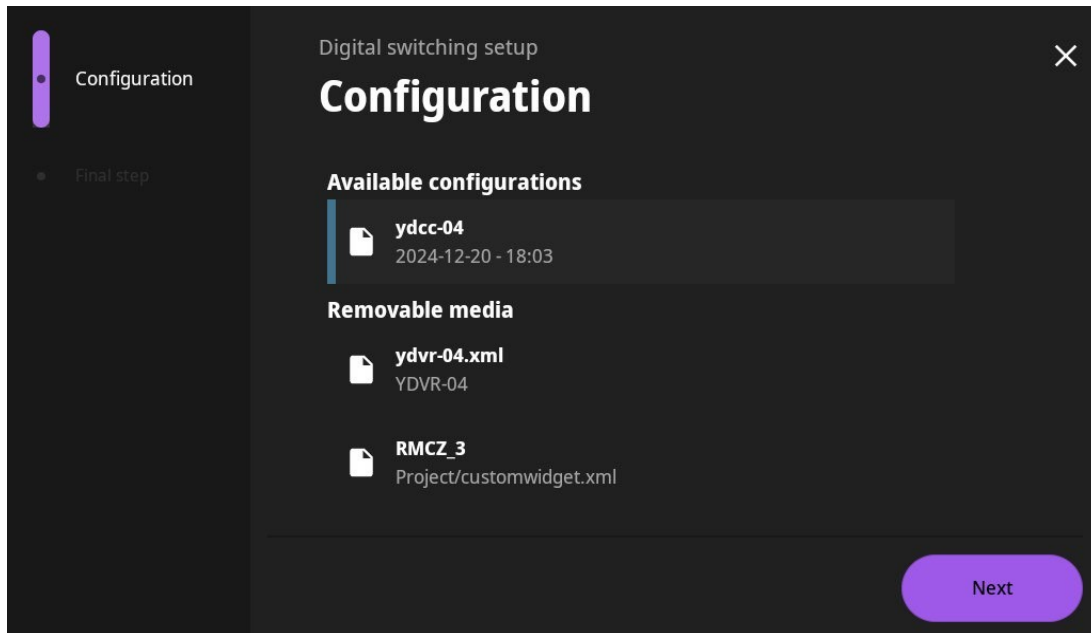 Configuration
Final step
Digital switching setup
Configuration
Available configurations
ydcc-04
2024-12-20 - 18:03
Removable media
ydvr-04.xml
YDVR-04
RMCZ_3
Project/customwidget.xml
Next